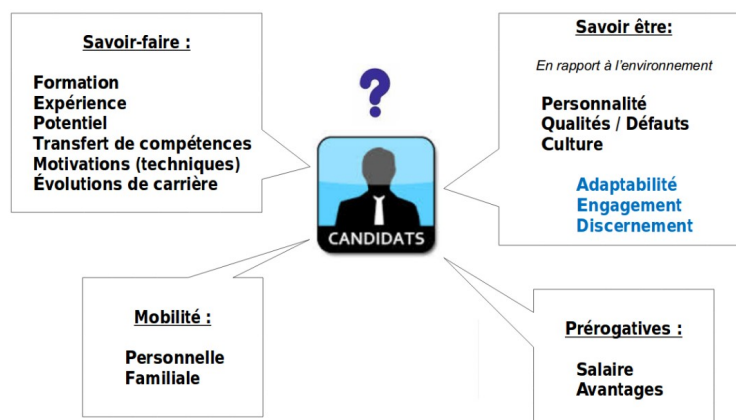 Savoir-faire :
Formation
Expérience
Potentiel
Transfert de compétences
Motivations (techniques)
Évolutions de carrière
?
CANDIDATS
Savoir être:
En rapport à l'environnement
Personnalité
Qualités / Défauts
Culture
Adaptabilité
Engagement
Discernement
Mobilité :
Personnelle
Familiale
Prérogatives :
Salaire
Avantages